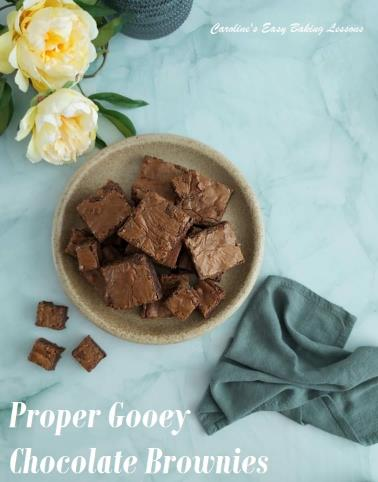 Caroline's Easy Baking Lessons
Proper Gooey
Chocolate Brownies